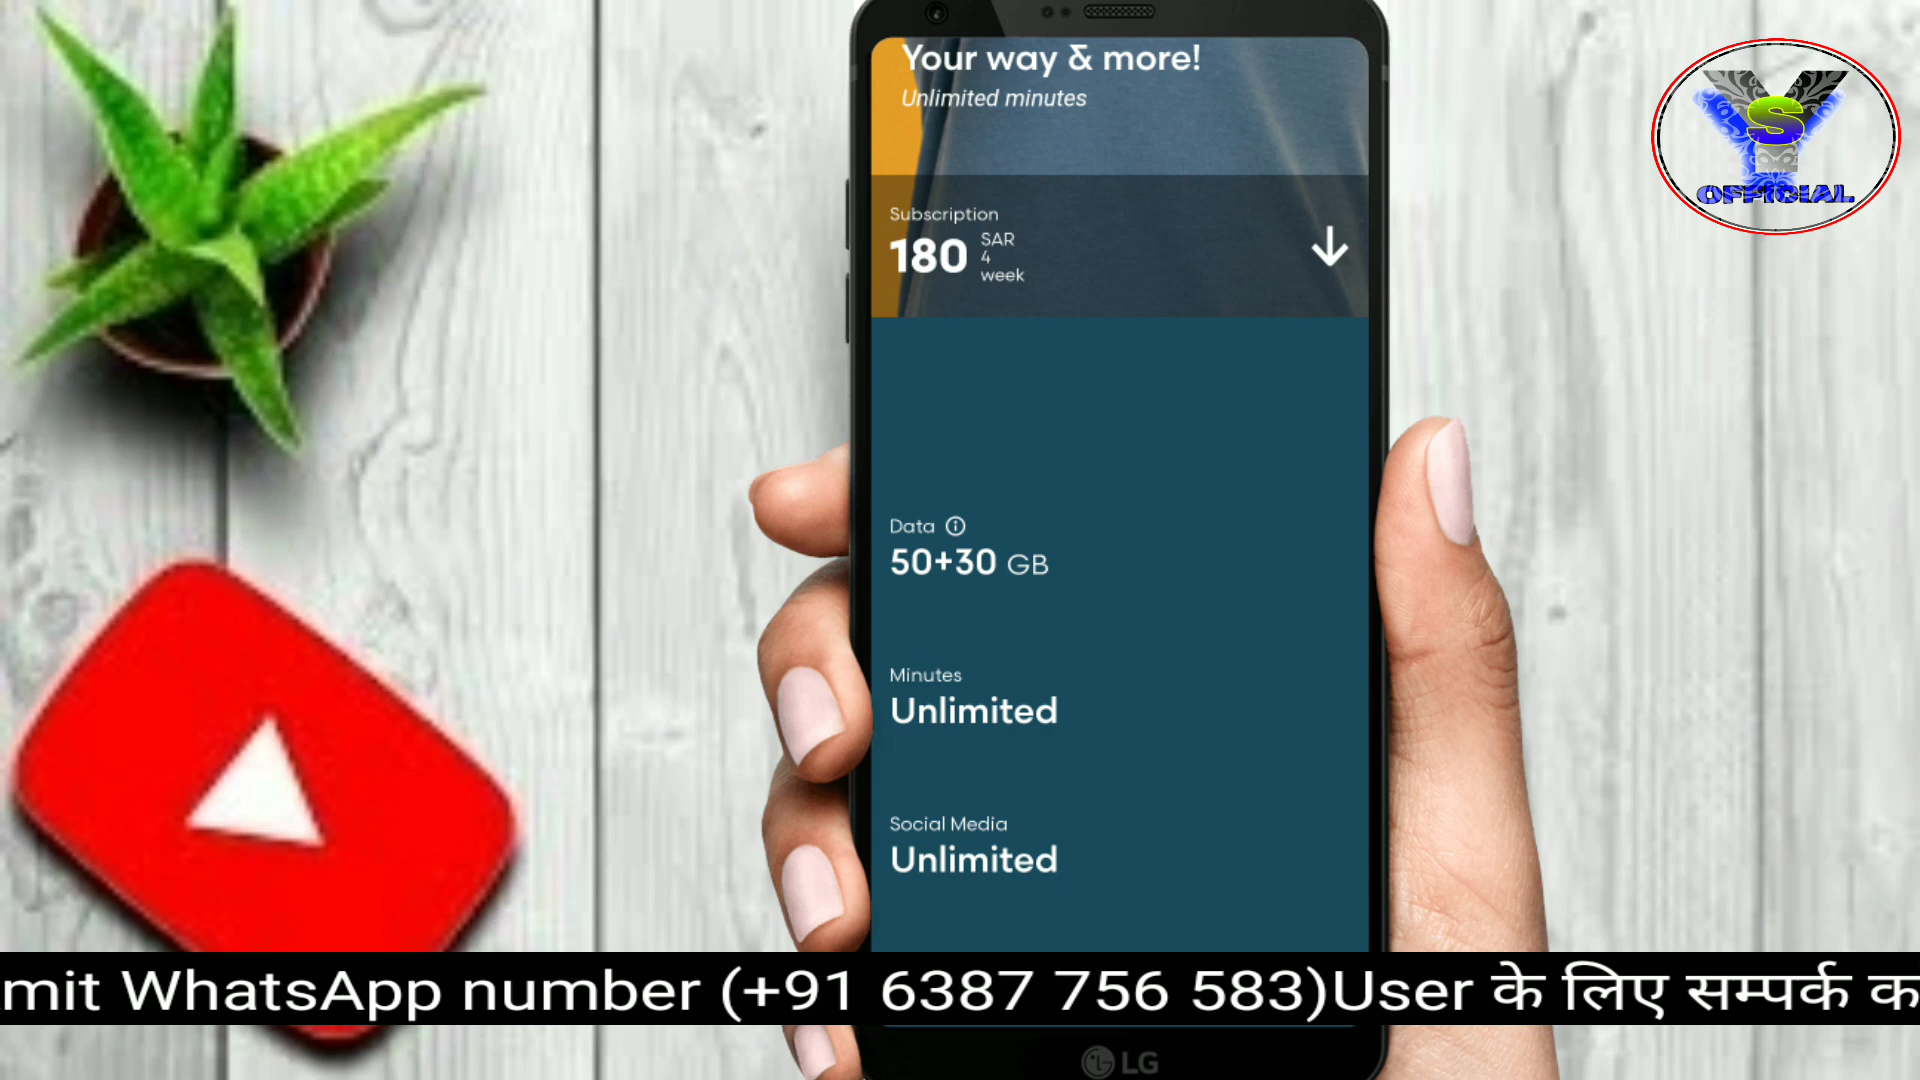 Your way & more!
Unlimited minutes
Subscription
180 SAR
4
week
Data
50+30 GB
Minutes
Unlimited
Social Media
Unlimited
Y
S
OFFICIAL
mit WhatsApp number (+91 6387 756 583)User के लिए सम्पर्क क
LG